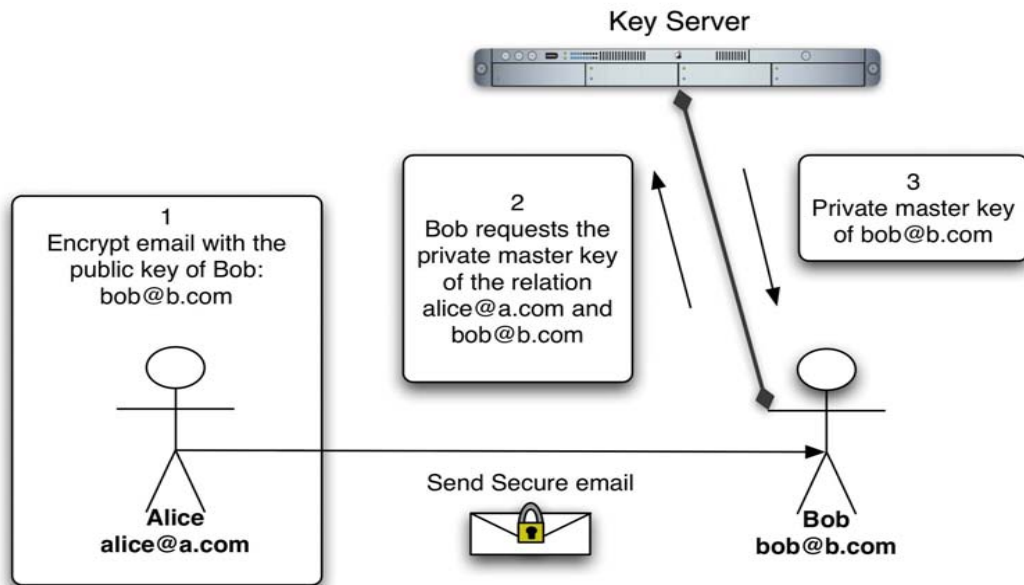 Key Server
1
Encrypt email with the
public key of Bob:
bob@b.com
2
Bob requests the
private master key
of the relation
alice@a.com and
bob@b.com
3
Private master key
of bob@b.com
Send Secure email
Alice
alice@a.com
Bob
bob@b.com